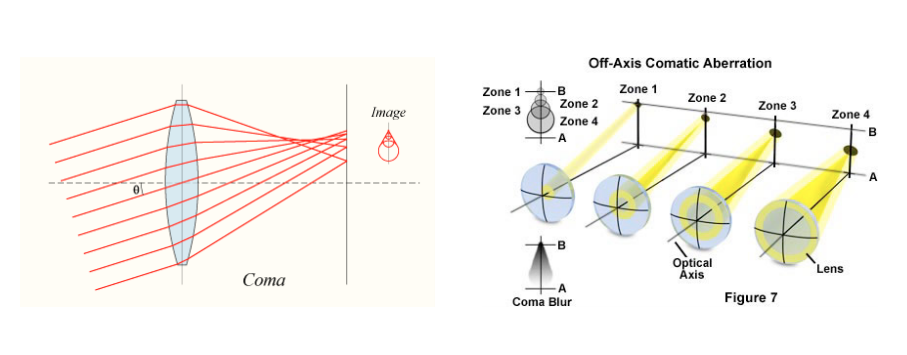 θ
Coma
Image
Off-Axis Comatic Aberration
Zone 1
B
Zone 3
Zone 2
Zone 4
A
Zone 1
Zone 2
Zone 3
Zone 4
B
A
B
A
Coma Blur
Optical
Axis
Lens
Figure 7